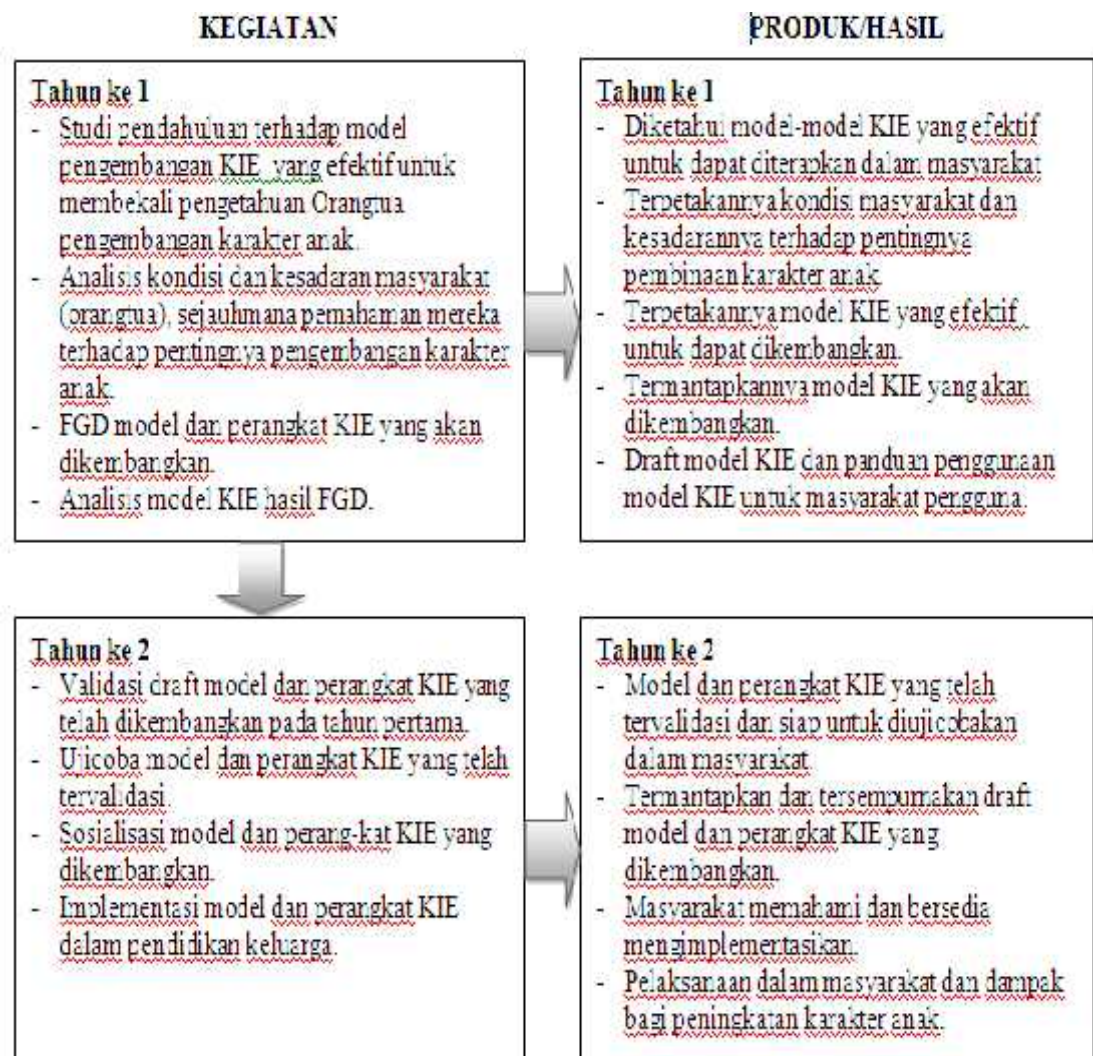 KEGIATAN
PRODUK/HASIL
Tahun ke 1
- Studi pendahuluan terhadap model
pengembangan KIE yang efektif untuk
membekali pengetahuan Orangtua
pengembangan karakter anak.
- Analisis kondisi dan kesadaran masyarakat
(orangtua), sejauhmana pemahaman mereka
terhadap pentingnya pengembangan karakter
anak.
- FGD model dan perangkat KIE yang akan
dikembangkan.
- Analisis model KIE hasil FGD.
Tahun ke 1
- Diketahui model-model KIE yang efektif
untuk dapat diterapkan dalam masyarakat
- Terpetakannya kondisi masyarakat dan
kesadarannya terhadap pentingnya
pembinaan karakter anak.
- Terpetakannya model KIE yang efektif
untuk dapat dikembangkan.
- Termantapkannya model KIE yang akan
dikembangkan.
- Draft model KIE dan panduan penggunaan
model KIE untuk masyarakat pengguna.
Tahun ke 2
- Validasi draft model dan perangkat KIE yang
telah dikembangkan pada tahun pertama.
- Ujicoba model dan perangkat KIE yang telah
tervalidasi.
- Sosialisasi model dan perang-kat KIE yang
dikembangkan.
- Implementasi model dan perangkat KIE
dalam pendidikan keluarga.
Tahun ke 2
- Model dan perangkat KIE yang telah
tervalidasi dan siap untuk diujicobakan
dalam masyarakat.
- Termantapkan dan tersempurnakan draft
model dan perangkat KIE yang
dikembangkan.
- Masyarakat memahami dan bersedia
mengimplementasikan.
- Pelaksanaan dalam masyarakat dan dampak
bagi peningkatan karakter anak.